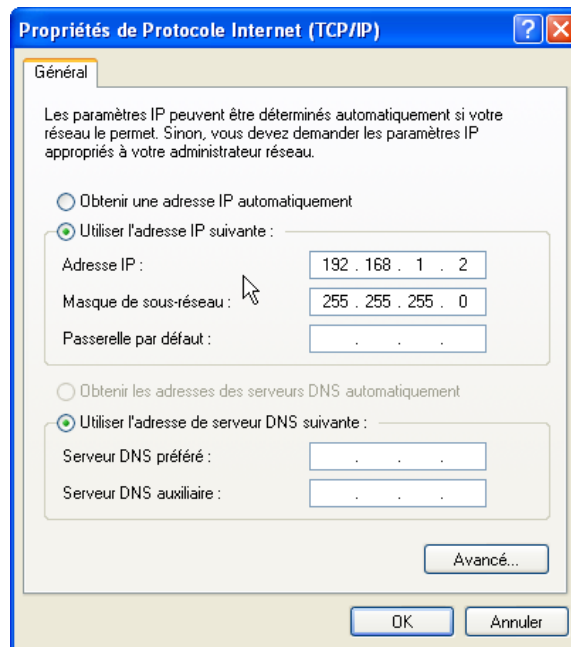 Propriétés de Protocole Internet (TCP/IP)
Général
Les paramètres IP peuvent être déterminés automatiquement si votre
réseau le permet. Sinon, vous devez demander les paramètres IP
appropriés à votre administrateur réseau.
Obtenir une adresse IP automatiquement
Utiliser l'adresse IP suivante :
Adresse IP : 192 . 168 . 1 . 2
Masque de sous-réseau : 255 . 255 . 255 . 0
Passerelle par défaut : . . .
Obtenir les adresses des serveurs DNS automatiquement
Utiliser l'adresse de serveur DNS suivante :
Serveur DNS préféré : . . .
Serveur DNS auxiliaire : . . .
Avancé...
OK Annuler